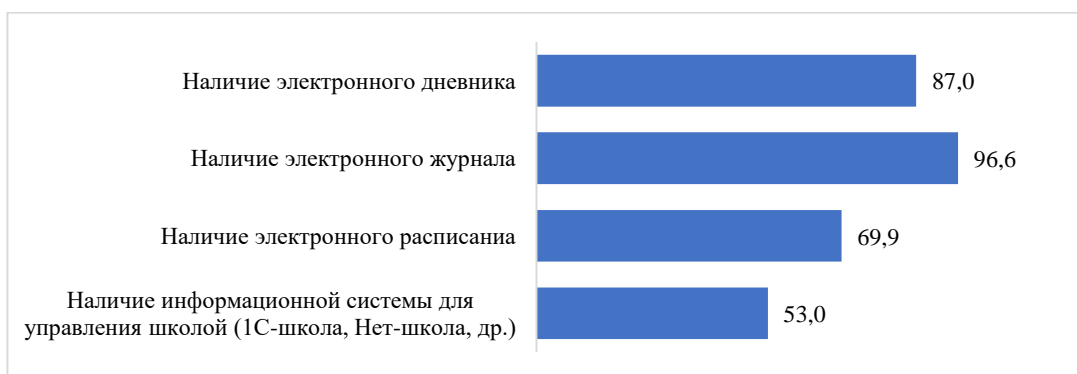 Наличие электронного дневника
87,0
Наличие электронного журнала
96,6
Наличие электронного расписаниа
69,9
Наличие информационной системы для
управления школой (1С-школа, Нет-школа, др.)
53,0